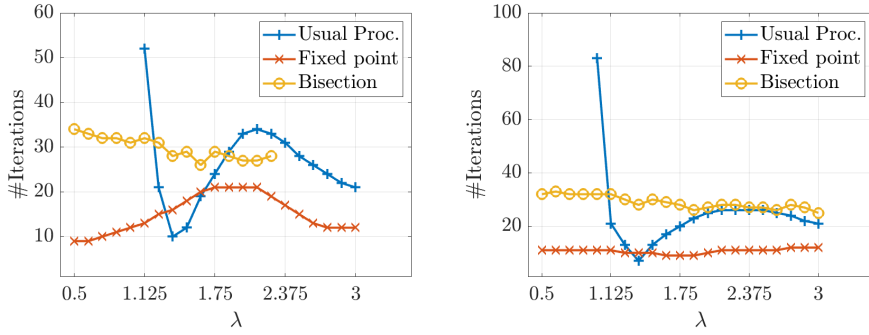 60
50
40
30
20
10
#Iterations
0.5 1.125 1.75 2.375 3
λ
Usual Proc.
Fixed point
Bisection
100
80
60
40
20
#Iterations
0.5 1.125 1.75 2.375 3
λ
Usual Proc.
Fixed point
Bisection